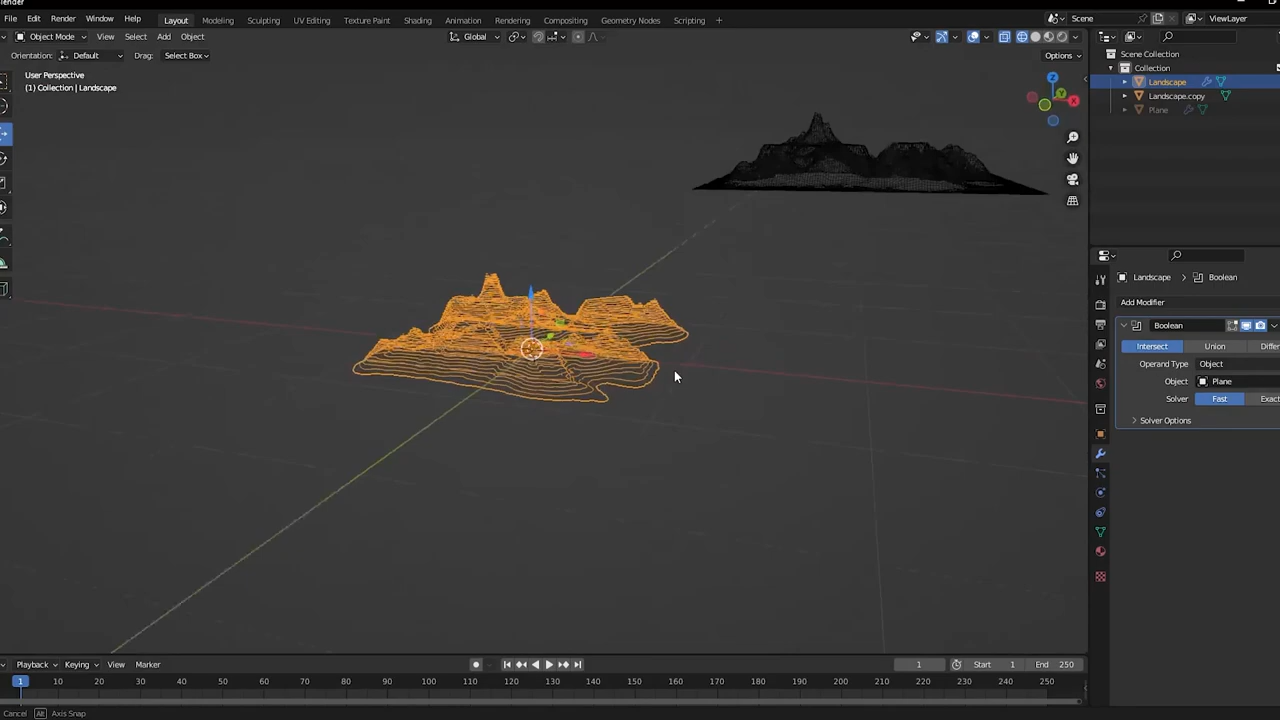 lender
File Edit Render Window Help Layout Modeling Sculpting UV Editing Texture Paint Shading Animation Rendering Compositing Geometry Nodes Scripting + Scene ViewLayer
Object Mode View Select Add Object Global
Orientation: Default Drag: Select Box Options
User Perspective
(1) Collection | Landscape
Z
Y
X
Scene Collection
Collection
Landscape
Landscape.copy
Plane
Landscape > Boolean
Add Modifier
Boolean
Intersect Union Differ
Operand Type Object
Object Plane
Solver Fast Exact
Solver Options
Playback Keying View Marker 1 Start 1 End 250
1 10 20 30 40 50 60 70 80 90 100 110 120 130 140 150 160 170 180 190 200 210 220 230 240 250
Cancel Alt Axis Snap